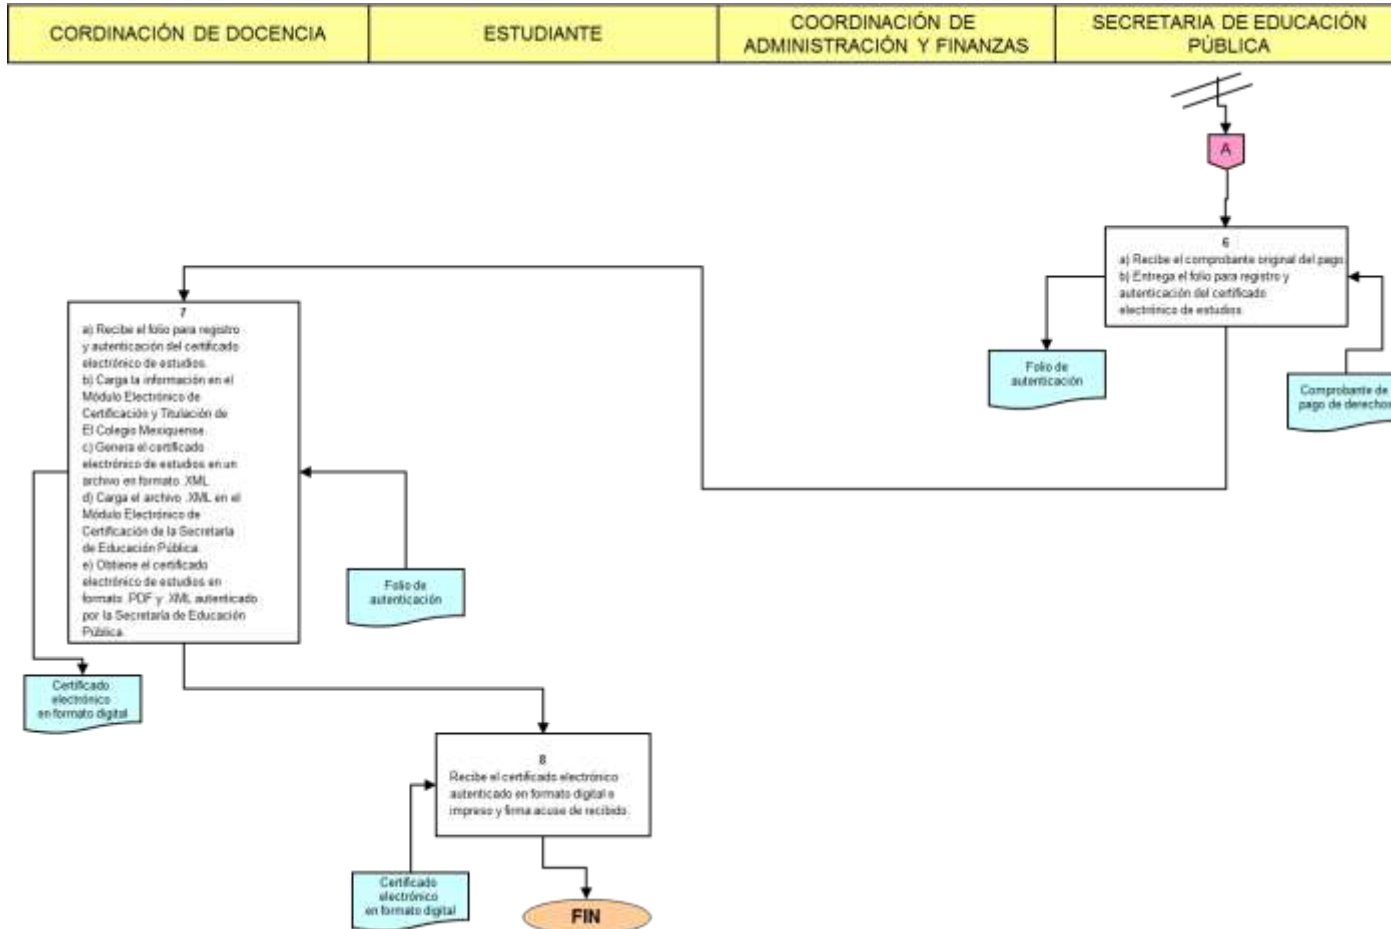 CORDINACIÓN DE DOCENCIA
ESTUDIANTE
COORDINACIÓN DE
ADMINISTRACIÓN Y FINANZAS
SECRETARIA DE EDUCACIÓN
PÚBLICA
A
6
a) Recibe el comprobante original del pago
b) Entrega el folio para registro y
autenticación del certificado
electrónico de estudios.
Folio de
autenticación
Comprobante de
pago de derechos
7
a) Recibe el folio para registro
y autenticación del certificado
electrónico de estudios.
b) Carga la información en el
Módulo Electrónico de
Certificación y Titulación de
El Colegio Mexiquense.
c) Genera el certificado
electrónico de estudios en un
archivo en formato .XML
d) Carga el archivo .XML en el
Módulo Electrónico de
Certificación de la Secretaría
de Educación Pública.
e) Obtiene el certificado
electrónico de estudios en
formato .PDF y .XML autenticado
por la Secretaría de Educación
Pública.
Folio de
autenticación
Certificado
electrónico
en formato digital
8
Recibe el certificado electrónico
autenticado en formato digital e
impreso y firma acuse de recibido.
Certificado
electrónico
en formato digital
FIN